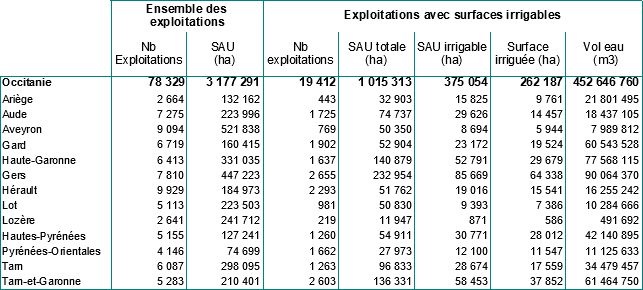 Ensemble des exploitations Exploitations avec surfaces irrigables
Nb Exploitations SAU (ha) Nb exploitations SAU totale (ha) SAU irrigable (ha) Surface irriguée (ha) Vol eau (m3)
Occitanie 78 329 3 177 291 19 412 1 015 313 375 054 262 187 452 646 760
Ariège 2 664 132 162 443 32 903 15 825 9 761 21 801 495
Aude 7 275 223 996 1 725 74 737 29 626 14 457 18 437 105
Aveyron 9 094 521 838 769 50 350 8 694 5 944 7 989 812
Gard 6 719 160 415 1 902 52 904 23 172 19 524 60 543 528
Haute-Garonne 6 413 331 035 1 637 140 879 52 791 29 679 77 568 115
Gers 7 810 447 223 2 655 232 954 85 669 64 338 90 064 370
Hérault 9 929 184 973 2 293 51 762 19 016 15 541 16 255 242
Lot 5 113 223 503 981 50 830 9 393 7 386 10 284 666
Lozère 2 641 241 712 219 11 947 871 586 491 692
Hautes-Pyrénées 5 155 127 241 1 260 54 911 30 771 28 012 42 140 895
Pyrénées-Orientales 4 146 74 699 1 662 27 973 12 100 11 547 11 125 633
Tarn 6 087 298 095 1 263 96 833 28 674 17 559 34 479 457
Tarn-et-Garonne 5 283 210 401 2 603 136 331 58 453 37 852 61 464 750